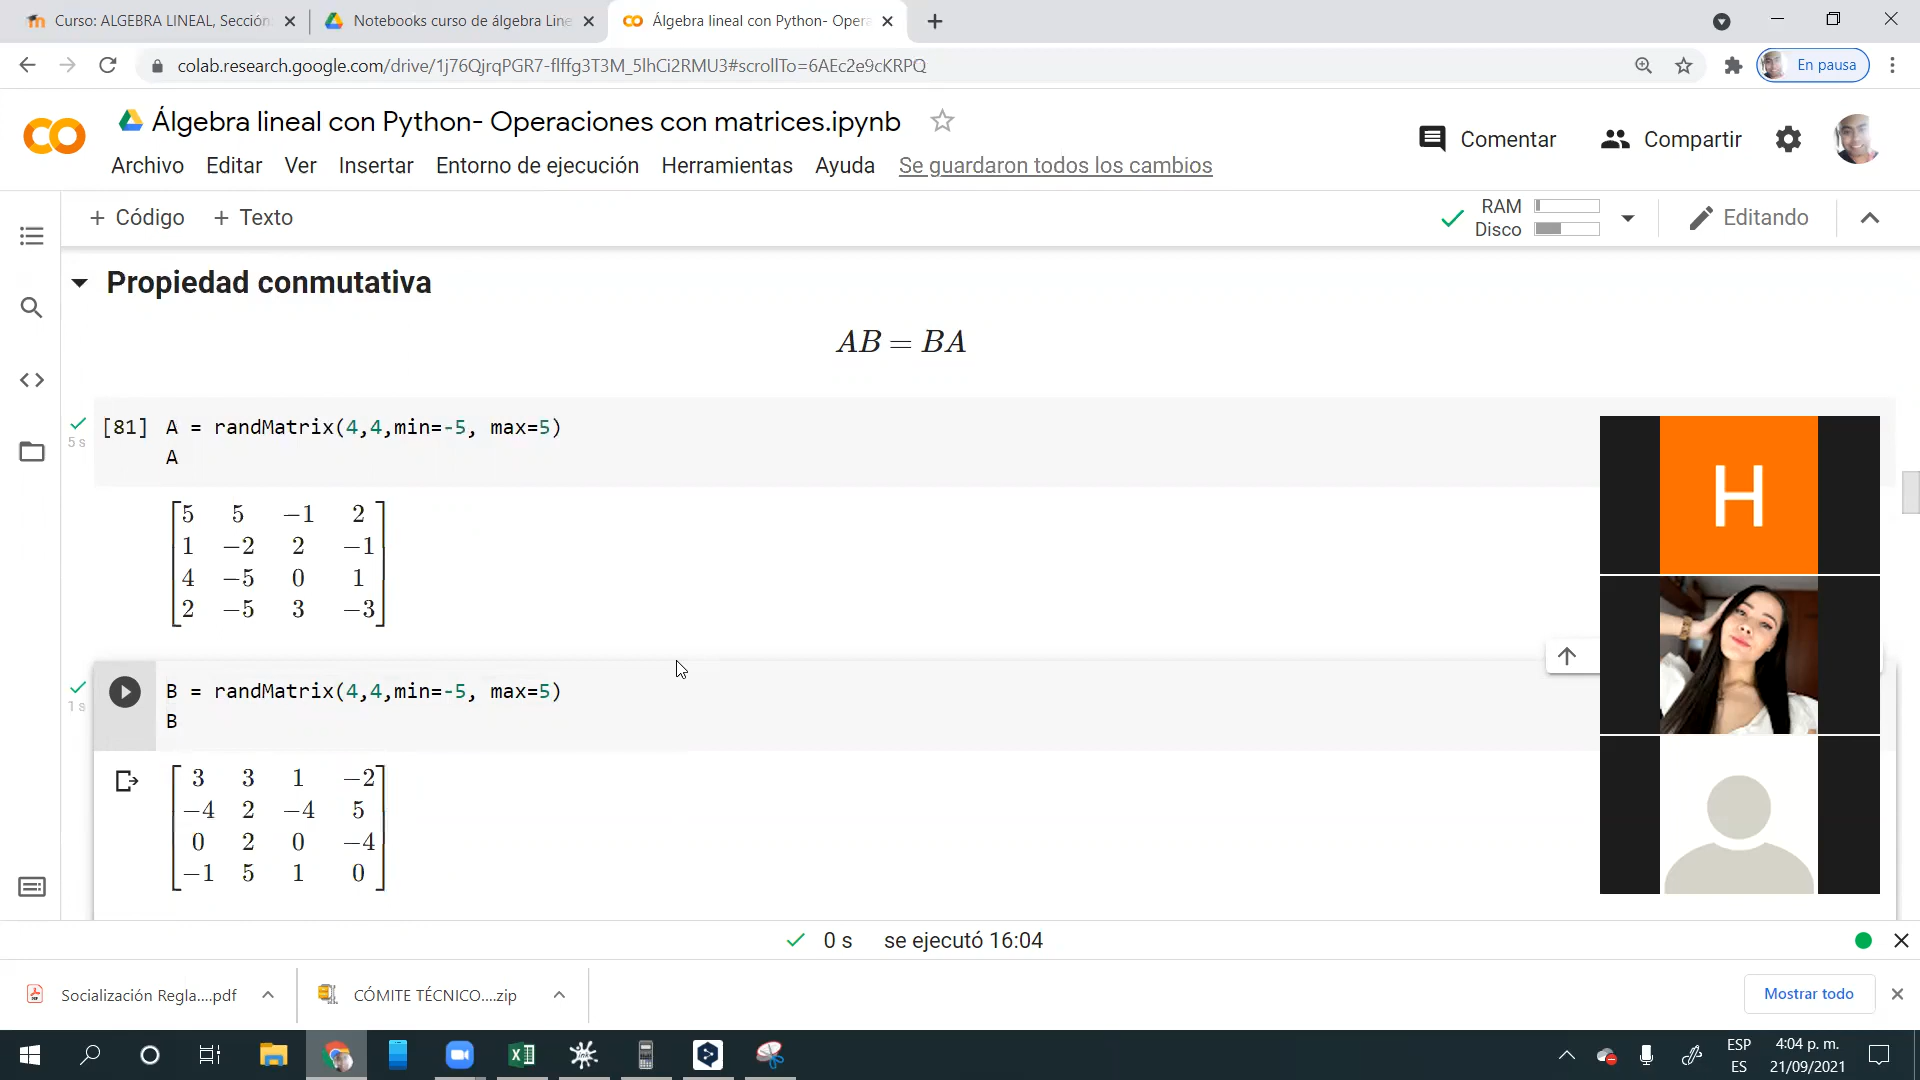 Curso: ALGEBRA LINEAL, Sección
Notebooks curso de álgebra Line
Álgebra lineal con Python- Opera
colab.research.google.com/drive/1j76QjrqPGR7-flffg3T3M_5lhCi2RMU3#scrollTo=6AEc2e9cKRPQ
En pausa
Álgebra lineal con Python- Operaciones con matrices.ipynb
Comentar
Compartir
Archivo Editar Ver Insertar Entorno de ejecución Herramientas Ayuda Se guardaron todos los cambios
+ Código + Texto
RAM
Disco
Editando
Propiedad conmutativa
AB = BA
[81] A = randMatrix(4,4,min=-5, max=5)
5 s
A
5 5 −1 2
1 −2 2 −1
4 −5 0 1
2 −5 3 −3
B = randMatrix(4,4,min=-5, max=5)
1 s
B
3 3 1 −2
−4 2 −4 5
0 2 0 −4
−1 5 1 0
H
0 s se ejecutó 16:04
Socialización Regla....pdf
CÓMITE TÉCNICO....zip
Mostrar todo
ESP
ES
4:04 p. m.
21/09/2021